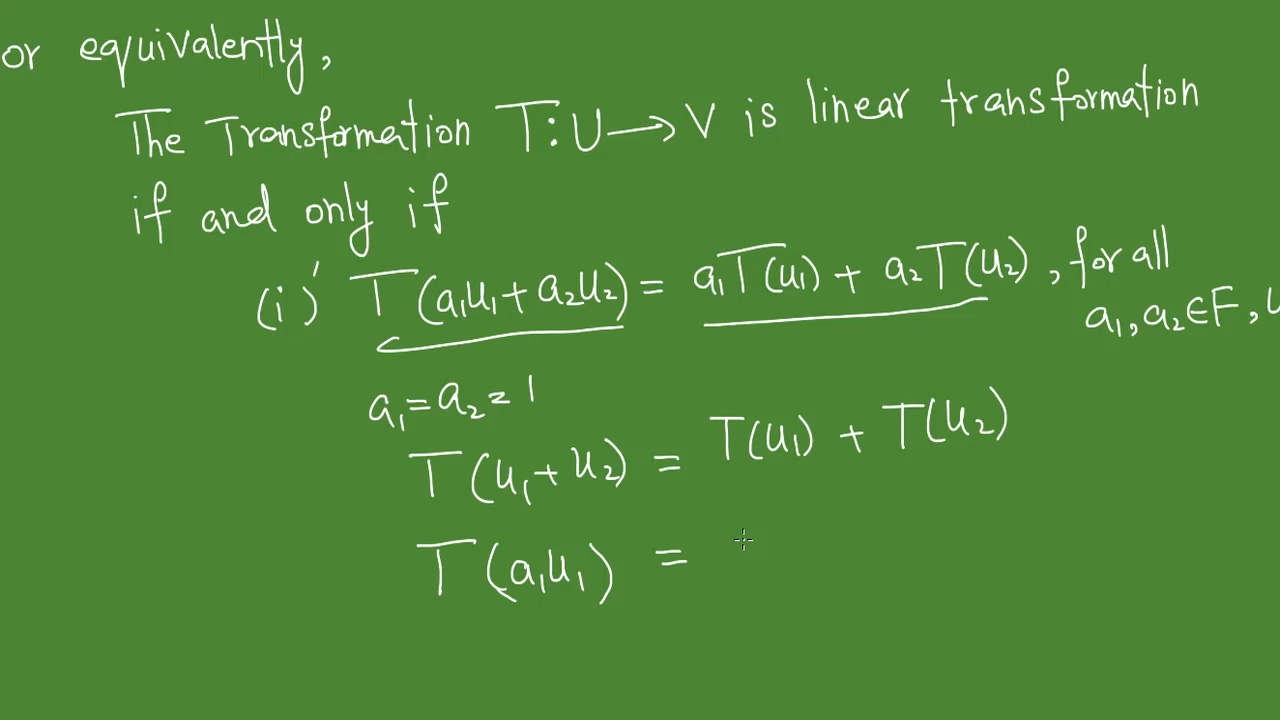 or equivalently,
The Transformation T:U→V is linear transformation
if and only if
(i)' T(a₁u₁+a₂u₂) = a₁T(u₁) + a₂T(u₂), for all
a₁, a₂∈F, u
a₁=a₂=1
T(u₁+u₂) = T(u₁) + T(u₂)
T(a₁u₁) =